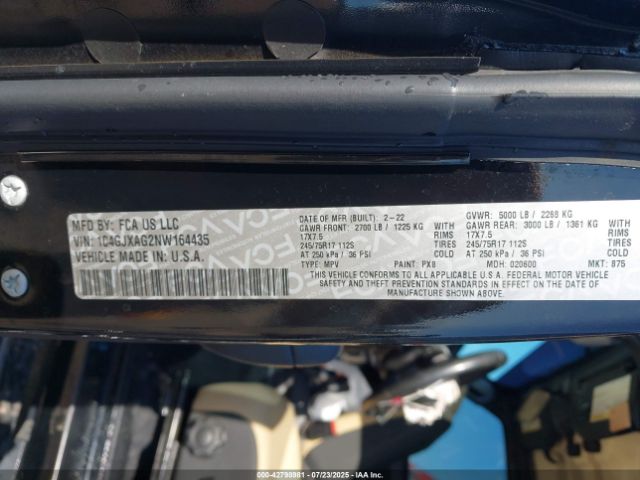 MFD BY: FCA US LLC
VIN: 1C4GJXAG2NW164435
VEHICLE MADE IN: U.S.A.
DATE OF MFR (BUILT): 2-22 GVWR: 5000 LB / 2268 KG
GAWR FRONT: 2700 LB / 1225 KG WITH GAWR REAR: 3000 LB / 1361 KG WITH
17X7.5 RIMS 17X7.5 RIMS
245/75R17 112S TIRES 245/75R17 112S TIRES
AT 250 kPa / 36 PSI COLD AT 250 kPa / 36 PSI COLD
TYPE: MPV PAINT: PX8 MDH: 020600 MKT: 875
THIS VEHICLE CONFORMS TO ALL APPLICABLE U.S.A. FEDERAL MOTOR VEHICLE
SAFETY AND THEFT PREVENTION STANDARDS IN EFFECT ON THE DATE OF
MANUFACTURE SHOWN ABOVE.
000-42798981 - 07/23/2025 - IAAI.COM